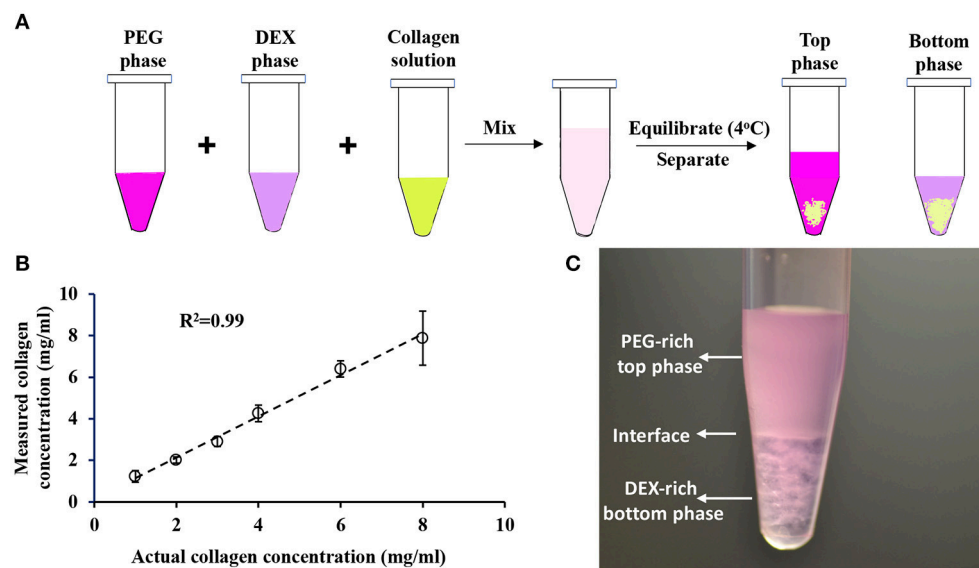 A
PEG
phase
DEX
phase
Collagen
solution
Top
phase
Bottom
phase
+
+
Mix
Equilibrate (4°C)
Separate
B
R²=0.99
Measured collagen
concentration (mg/ml)
10
8
6
4
2
0
0
2
4
6
8
10
Actual collagen concentration (mg/ml)
C
PEG-rich
top phase
Interface
DEX-rich
bottom phase